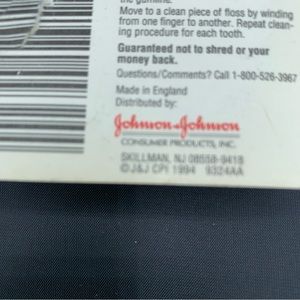 the gumline.
Move to a clean piece of floss by winding
from one finger to another. Repeat clean-
ing procedure for each tooth.
Guaranteed not to shred or your
money back.
Questions/Comments? Call 1-800-526-3967
Made in England
Distributed by:
Johnson & Johnson
CONSUMER PRODUCTS, INC.
SKILLMAN, NJ 08558-9418
©J&J CPI 1994 9324AA